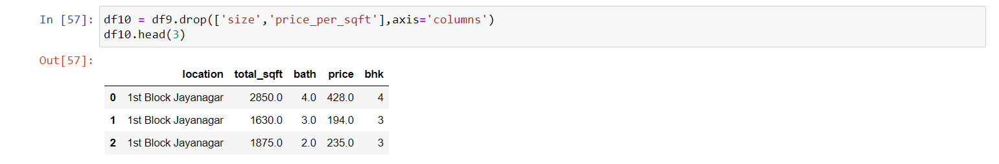 In [57]: df10 = df9.drop(['size','price_per_sqft'],axis='columns')
df10.head(3)
Out[57]:
location total_sqft bath price bhk
0 1st Block Jayanagar 2850.0 4.0 428.0 4
1 1st Block Jayanagar 1630.0 3.0 194.0 3
2 1st Block Jayanagar 1875.0 2.0 235.0 3